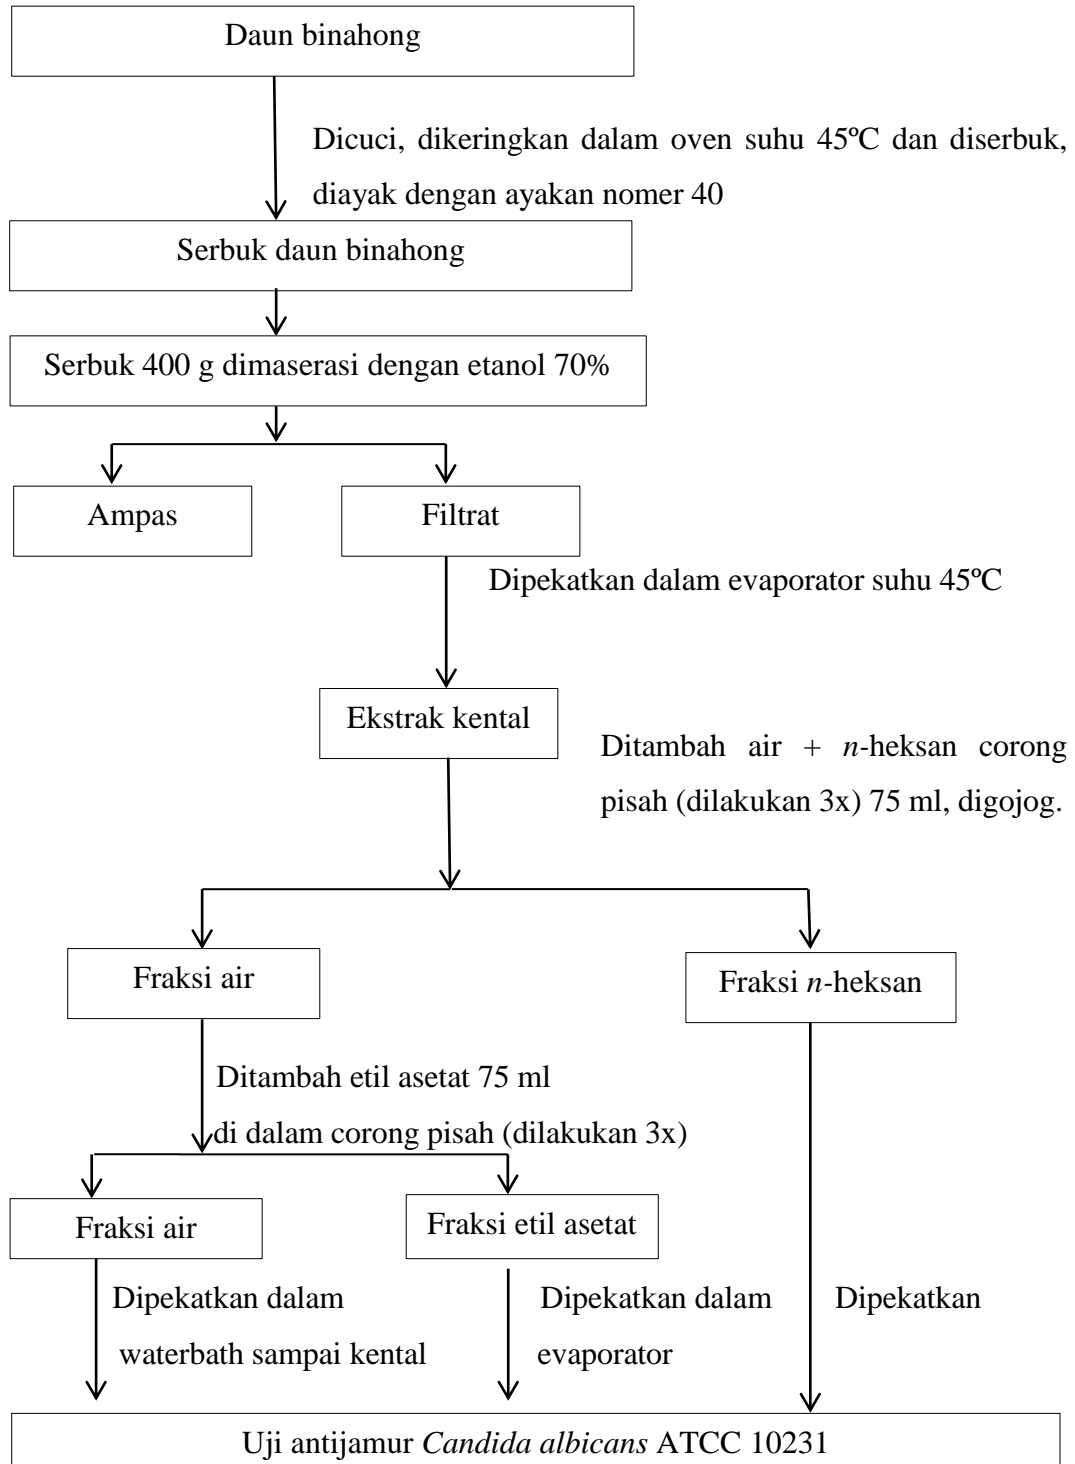 Daun binahong
Dicuci, dikeringkan dalam oven suhu 45ºC dan diserbuk,
diayak dengan ayakan nomer 40
Serbuk daun binahong
Serbuk 400 g dimaserasi dengan etanol 70%
Ampas
Filtrat
Dipekatkan dalam evaporator suhu 45ºC
Ekstrak kental
Ditambah air + n-heksan corong
pisah (dilakukan 3x) 75 ml, digojog.
Fraksi air
Fraksi n-heksan
Ditambah etil asetat 75 ml
di dalam corong pisah (dilakukan 3x)
Fraksi air
Fraksi etil asetat
Dipekatkan dalam
waterbath sampai kental
Dipekatkan dalam
evaporator
Dipekatkan
Uji antijamur Candida albicans ATCC 10231